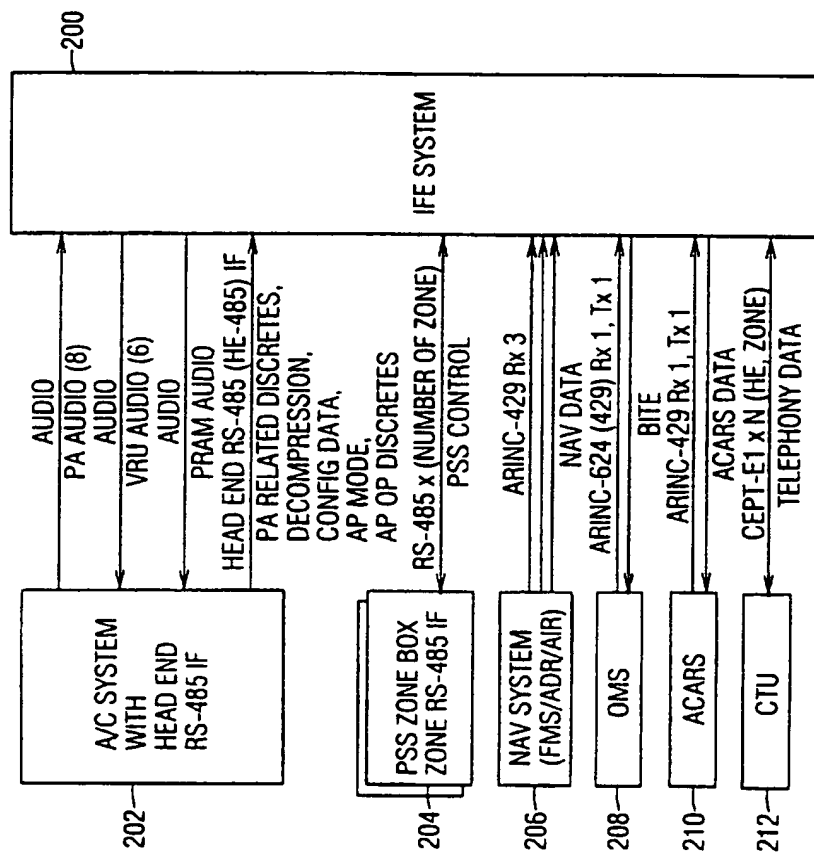 200
IFE SYSTEM
AUDIO
PA AUDIO (8)
AUDIO
VRU AUDIO (6)
AUDIO
PRAM AUDIO
HEAD END RS-485 (HE-485) IF
PA RELATED DISCRETES,
DECOMPRESSION,
CONFIG DATA,
AP MODE,
AP OP DISCRETES
RS-485 x (NUMBER OF ZONE)
PSS CONTROL
ARINC-429 Rx 3
NAV DATA
ARINC-624 (429) Rx 1, Tx 1
BITE
ARINC-429 Rx 1, Tx 1
ACARS DATA
CEPT-E1 x N (HE, ZONE)
TELEPHONY DATA
A/C SYSTEM
WITH
HEAD END
RS-485 IF
202
PSS ZONE BOX
ZONE RS-485 IF
204
NAV SYSTEM
(FMS/ADR/AIR)
206
OMS
208
ACARS
210
CTU
212